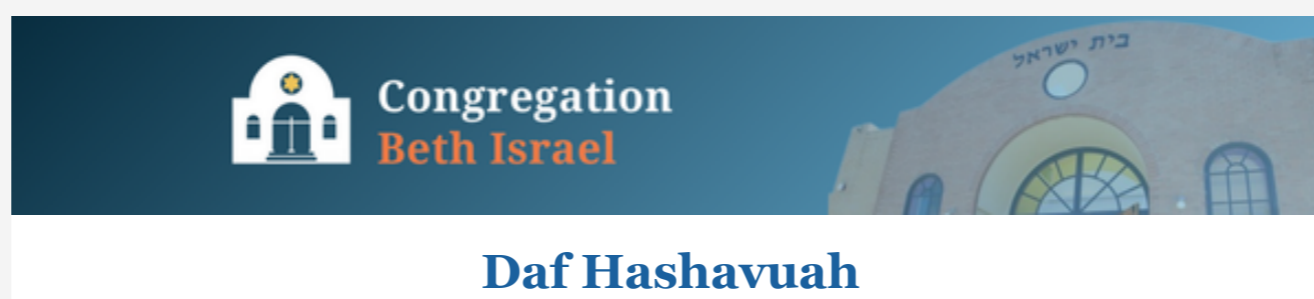 בית ישראל
Congregation
Beth Israel
Daf Hashavuah